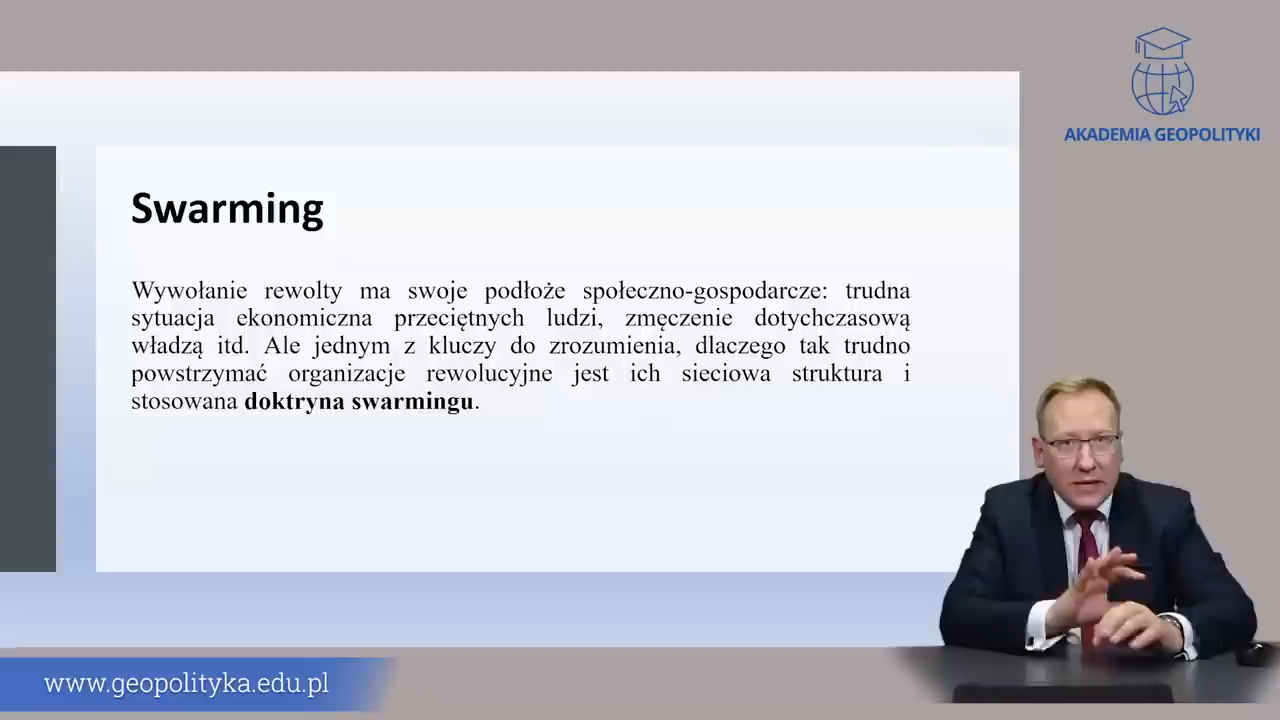 AKADEMIA GEOPOLITYKI
Swarming
Wywołanie rewolty ma swoje podłoże społeczno-gospodarcze: trudna
sytuacja ekonomiczna przeciętnych ludzi, zmęczenie dotychczasową
władzą itd. Ale jednym z kluczy do zrozumienia, dlaczego tak trudno
powstrzymać organizacje rewolucyjne jest ich sieciowa struktura i
stosowana doktryna swarmingu.
www.geopolityka.edu.pl